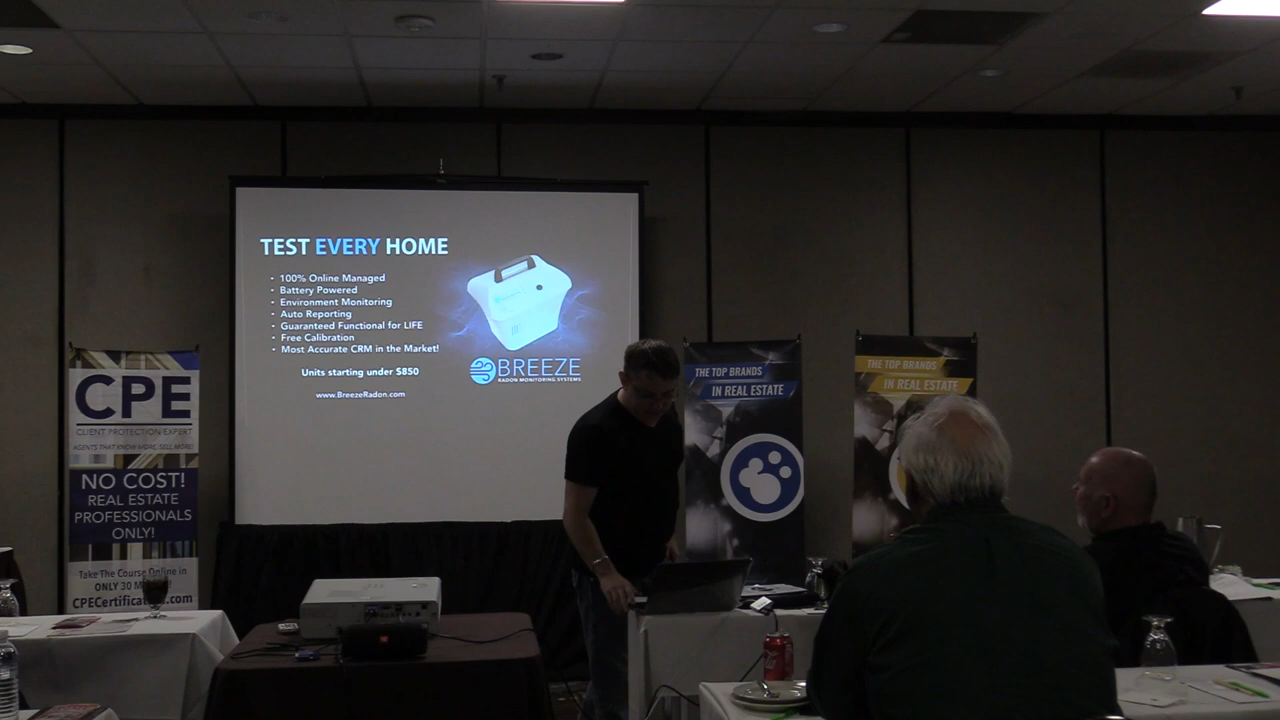 TEST EVERY HOME
• 100% Online Managed
• Battery Powered
• Environment Monitoring
• Auto Reporting
• Guaranteed Functional for LIFE
• Free Calibration
• Most Accurate CRM in the Market!
Units starting under $850
www.BreezeRadon.com
BREEZE
RADON MONITORING SYSTEMS
CPE
CLIENT PROTECTION EXPERT
AGENTS THAT KNOW MORE, SELL MORE!
NO COST!
REAL ESTATE
PROFESSIONALS
ONLY!
Take The Course Online in
ONLY 30
THE TOP BRANDS
IN REAL ESTATE
THE TOP BRANDS
IN REAL ESTATE